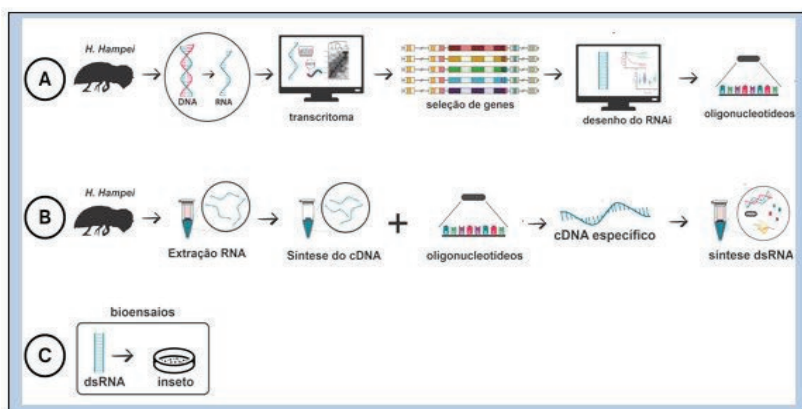 A
H. Hampei
DNA
RNA
transcritoma
seleção de genes
desenho do RNAi
oligonucleotídeos
B
H. Hampei
Extração RNA
Síntese do cDNA
+
oligonucleotídeos
cDNA específico
síntese dsRNA
C
bioensaios
dsRNA
inseto